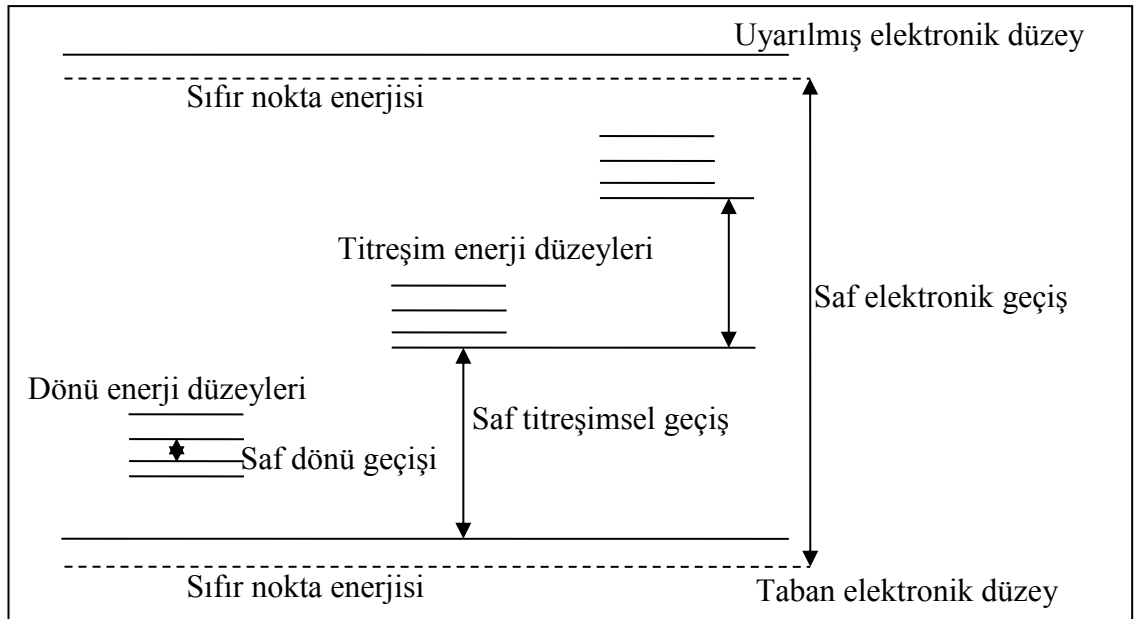 Uyarılmış elektronik düzey
Sıfır nokta enerjisi
Titreşim enerji düzeyleri
Saf elektronik geçiş
Dönü enerji düzeyleri
Saf titreşimsel geçiş
Saf dönü geçişi
Sıfır nokta enerjisi
Taban elektronik düzey